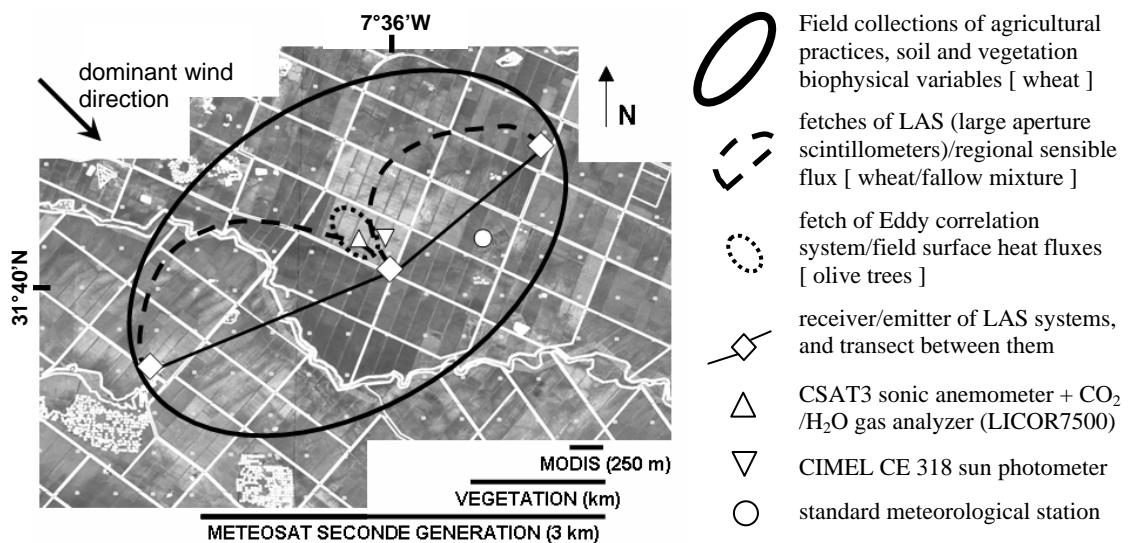 7°36’W
dominant wind
direction
N
31°40’N
MODIS (250 m)
VEGETATION (km)
METEOSAT SECONDE GENERATION (3 km)
Field collections of agricultural
practices, soil and vegetation
biophysical variables [ wheat ]
fetches of LAS (large aperture
scintillometers)/regional sensible
flux [ wheat/fallow mixture ]
fetch of Eddy correlation
system/field surface heat fluxes
[ olive trees ]
receiver/emitter of LAS systems,
and transect between them
CSAT3 sonic anemometer + CO₂
/H₂O gas analyzer (LICOR7500)
CIMEL CE 318 sun photometer
standard meteorological station